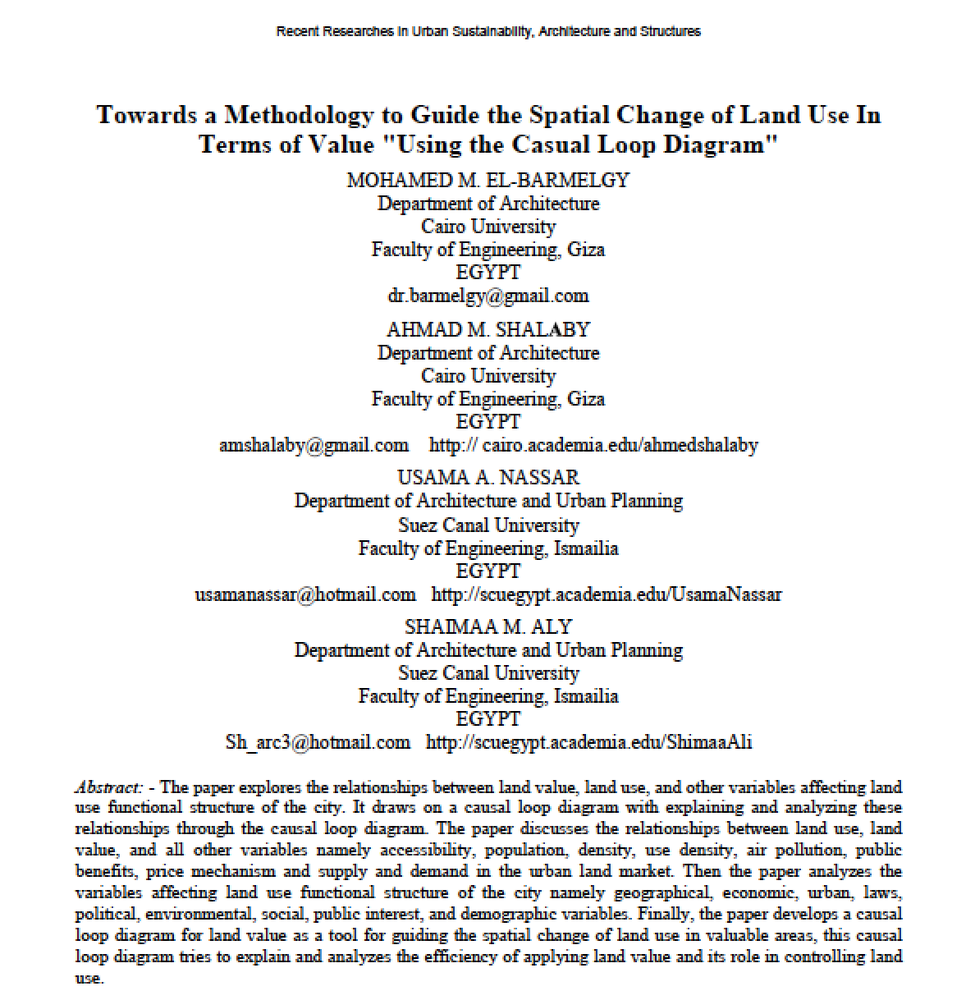 Recent Researches in Urban Sustainability, Architecture and Structures
Towards a Methodology to Guide the Spatial Change of Land Use In
Terms of Value "Using the Casual Loop Diagram"
MOHAMED M. EL-BARMELGY
Department of Architecture
Cairo University
Faculty of Engineering, Giza
EGYPT
dr.barmelgy@gmail.com
AHMAD M. SHALABY
Department of Architecture
Cairo University
Faculty of Engineering, Giza
EGYPT
amshalaby@gmail.com http:// cairo.academia.edu/ahmedshalaby
USAMA A. NASSAR
Department of Architecture and Urban Planning
Suez Canal University
Faculty of Engineering, Ismailia
EGYPT
usamanassar@hotmail.com http://scuegypt.academia.edu/UsamaNassar
SHAIMAA M. ALY
Department of Architecture and Urban Planning
Suez Canal University
Faculty of Engineering, Ismailia
EGYPT
Sh_arc3@hotmail.com http://scuegypt.academia.edu/ShimaaAli
Abstract: - The paper explores the relationships between land value, land use, and other variables affecting land
use functional structure of the city. It draws on a causal loop diagram with explaining and analyzing these
relationships through the causal loop diagram. The paper discusses the relationships between land use, land
value, and all other variables namely accessibility, population, density, use density, air pollution, public
benefits, price mechanism and supply and demand in the urban land market. Then the paper analyzes the
variables affecting land use functional structure of the city namely geographical, economic, urban, laws,
political, environmental, social, public interest, and demographic variables. Finally, the paper develops a causal
loop diagram for land value as a tool for guiding the spatial change of land use in valuable areas, this causal
loop diagram tries to explain and analyzes the efficiency of applying land value and its role in controlling land
use.